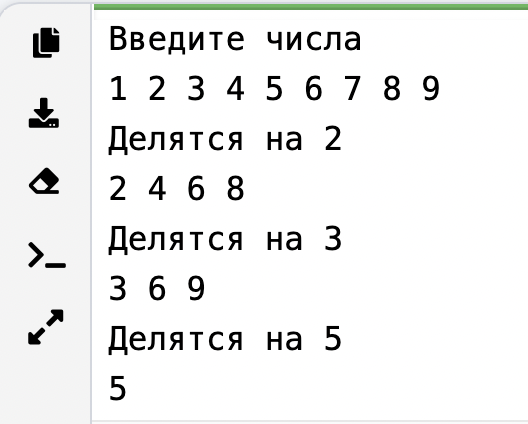 Введите числа
1 2 3 4 5 6 7 8 9
Делятся на 2
2 4 6 8
Делятся на 3
3 6 9
Делятся на 5
5